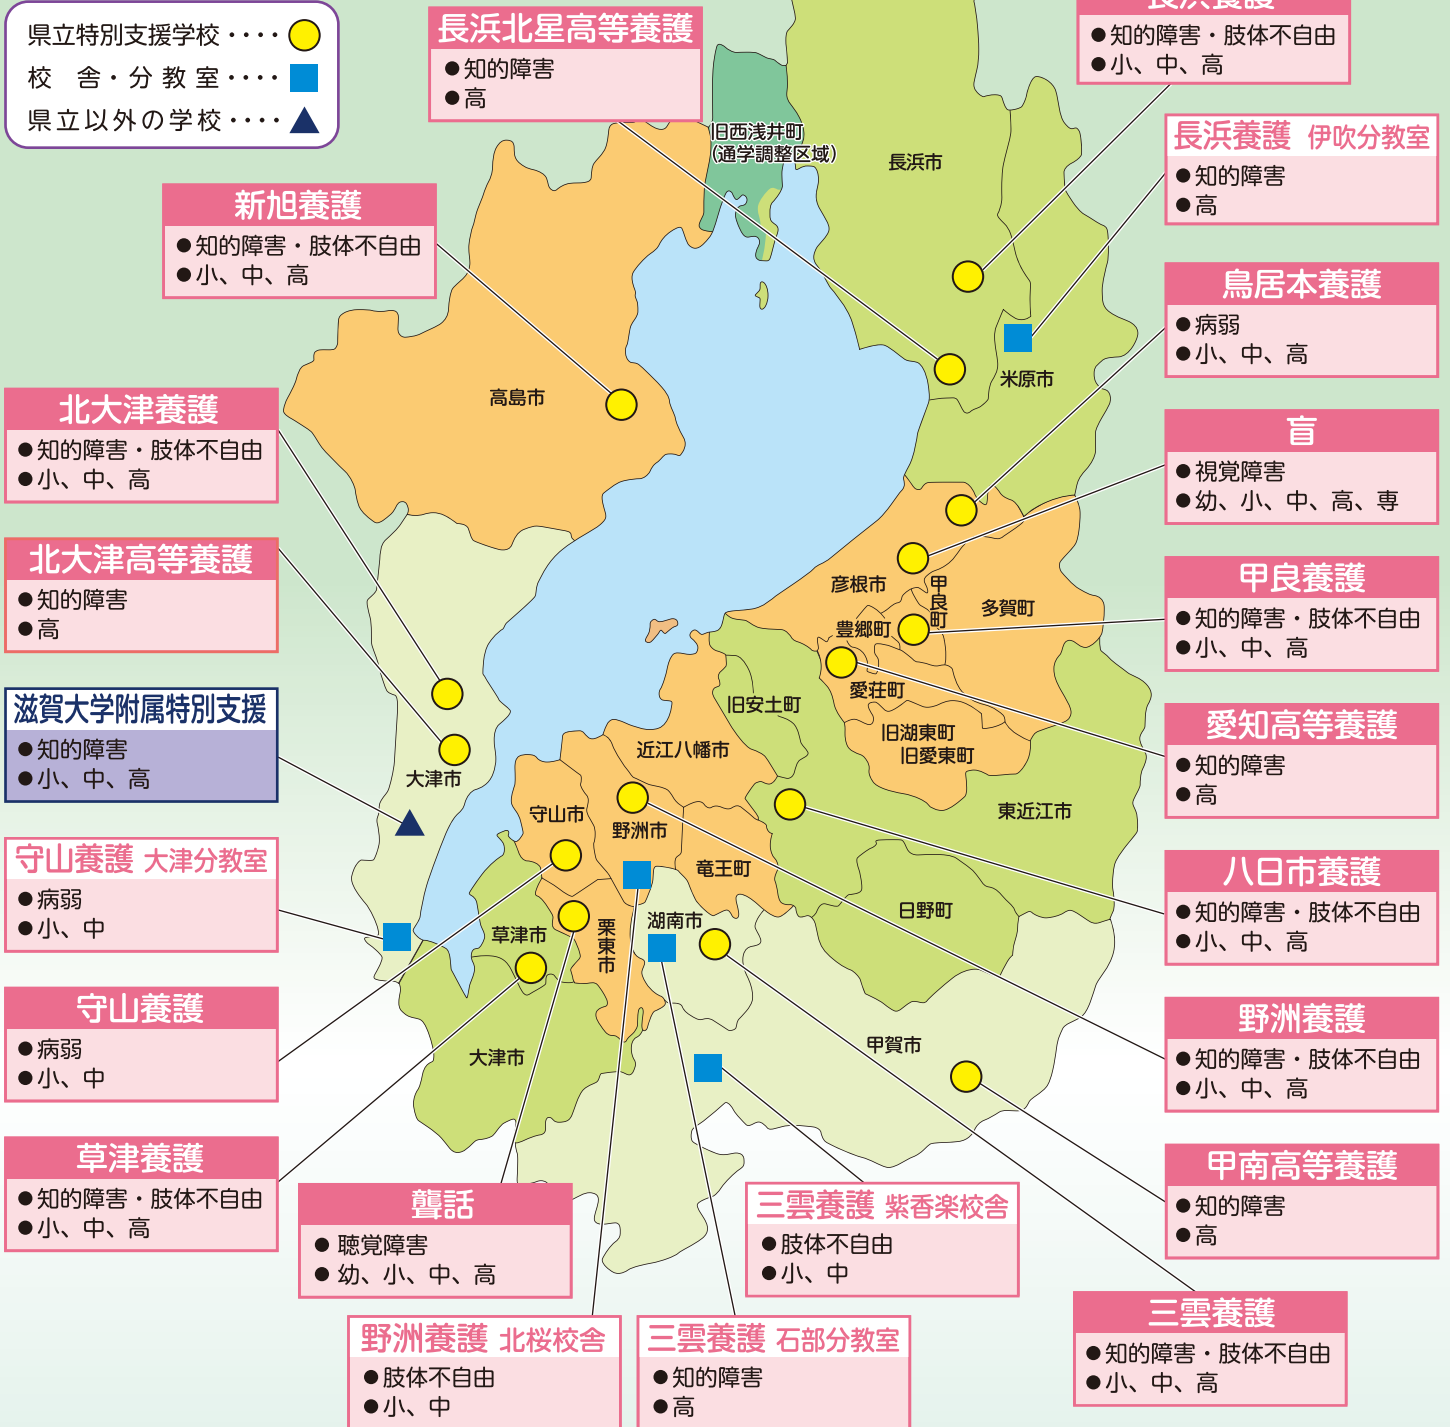 県立特別支援学校‥‥
校舎・分教室‥‥
県立以外の学校‥‥
長浜北星高等養護
●知的障害
●高
長浜養護
●知的障害・肢体不自由
●小、中、高
長浜養護 伊吹分教室
●知的障害
●高
新旭養護
●知的障害・肢体不自由
●小、中、高
鳥居本養護
●病弱
●小、中、高
北大津養護
●知的障害・肢体不自由
●小、中、高
盲
●視覚障害
●幼、小、中、高、専
北大津高等養護
●知的障害
●高
甲良養護
●知的障害・肢体不自由
●小、中、高
滋賀大学附属特別支援
●知的障害
●小、中、高
愛知高等養護
●知的障害
●高
守山養護 大津分教室
●病弱
●小、中
八日市養護
●知的障害・肢体不自由
●小、中、高
守山養護
●病弱
●小、中
野洲養護
●知的障害・肢体不自由
●小、中、高
草津養護
●知的障害・肢体不自由
●小、中、高
聾話
●聴覚障害
●幼、小、中、高
三雲養護 紫香楽校舎
●肢体不自由
●小、中
甲南高等養護
●知的障害
●高
野洲養護 北桜校舎
●肢体不自由
●小、中
三雲養護 石部分教室
●知的障害
●高
三雲養護
●知的障害・肢体不自由
●小、中、高
旧西浅井町
(通学調整区域)
長浜市
米原市
高島市
彦根市
甲良町
多賀町
豊郷町
愛荘町
旧安土町
旧湖東町
旧愛東町
近江八幡市
大津市
東近江市
守山市
野洲市
竜王町
日野町
草津市
栗東市
湖南市
大津市
甲賀市